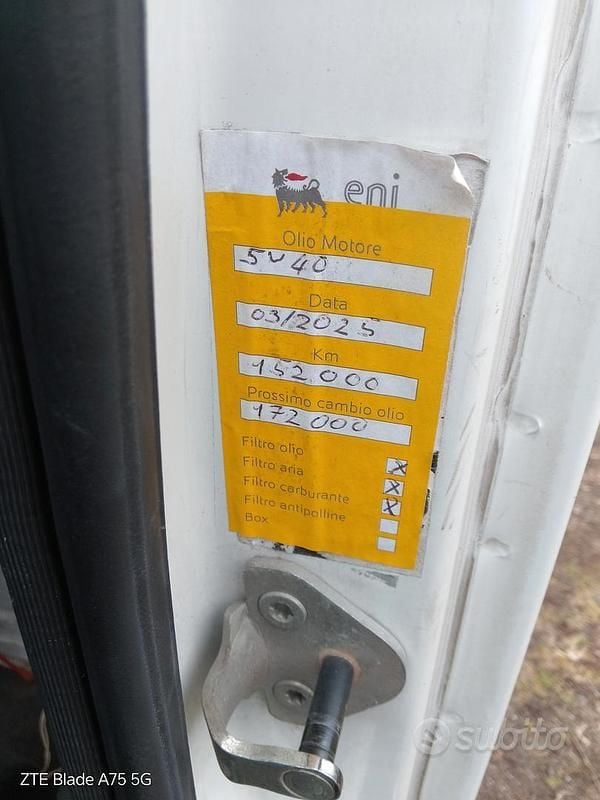 eni
Olio Motore
5W40
Data
03/2025
Km
152000
Prossimo cambio olio
172000
Filtro olio
Filtro aria
Filtro carburante
Filtro antipolline
Box
subito
ZTE Blade A75 5G